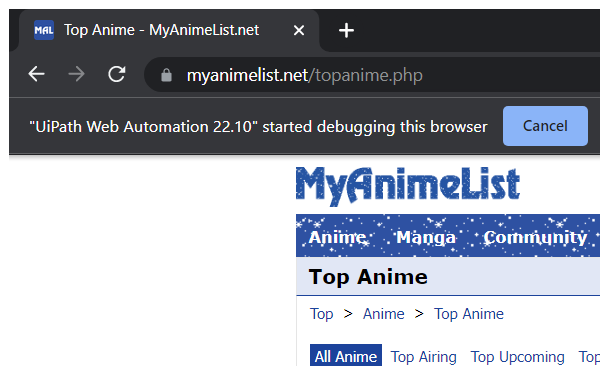 MAL Top Anime - MyAnimeList.net
myanimelist.net/topanime.php
"UiPath Web Automation 22.10" started debugging this browser Cancel
MyAnimeList
Anime Manga Community
Top Anime
Top > Anime > Top Anime
All Anime Top Airing Top Upcoming Top